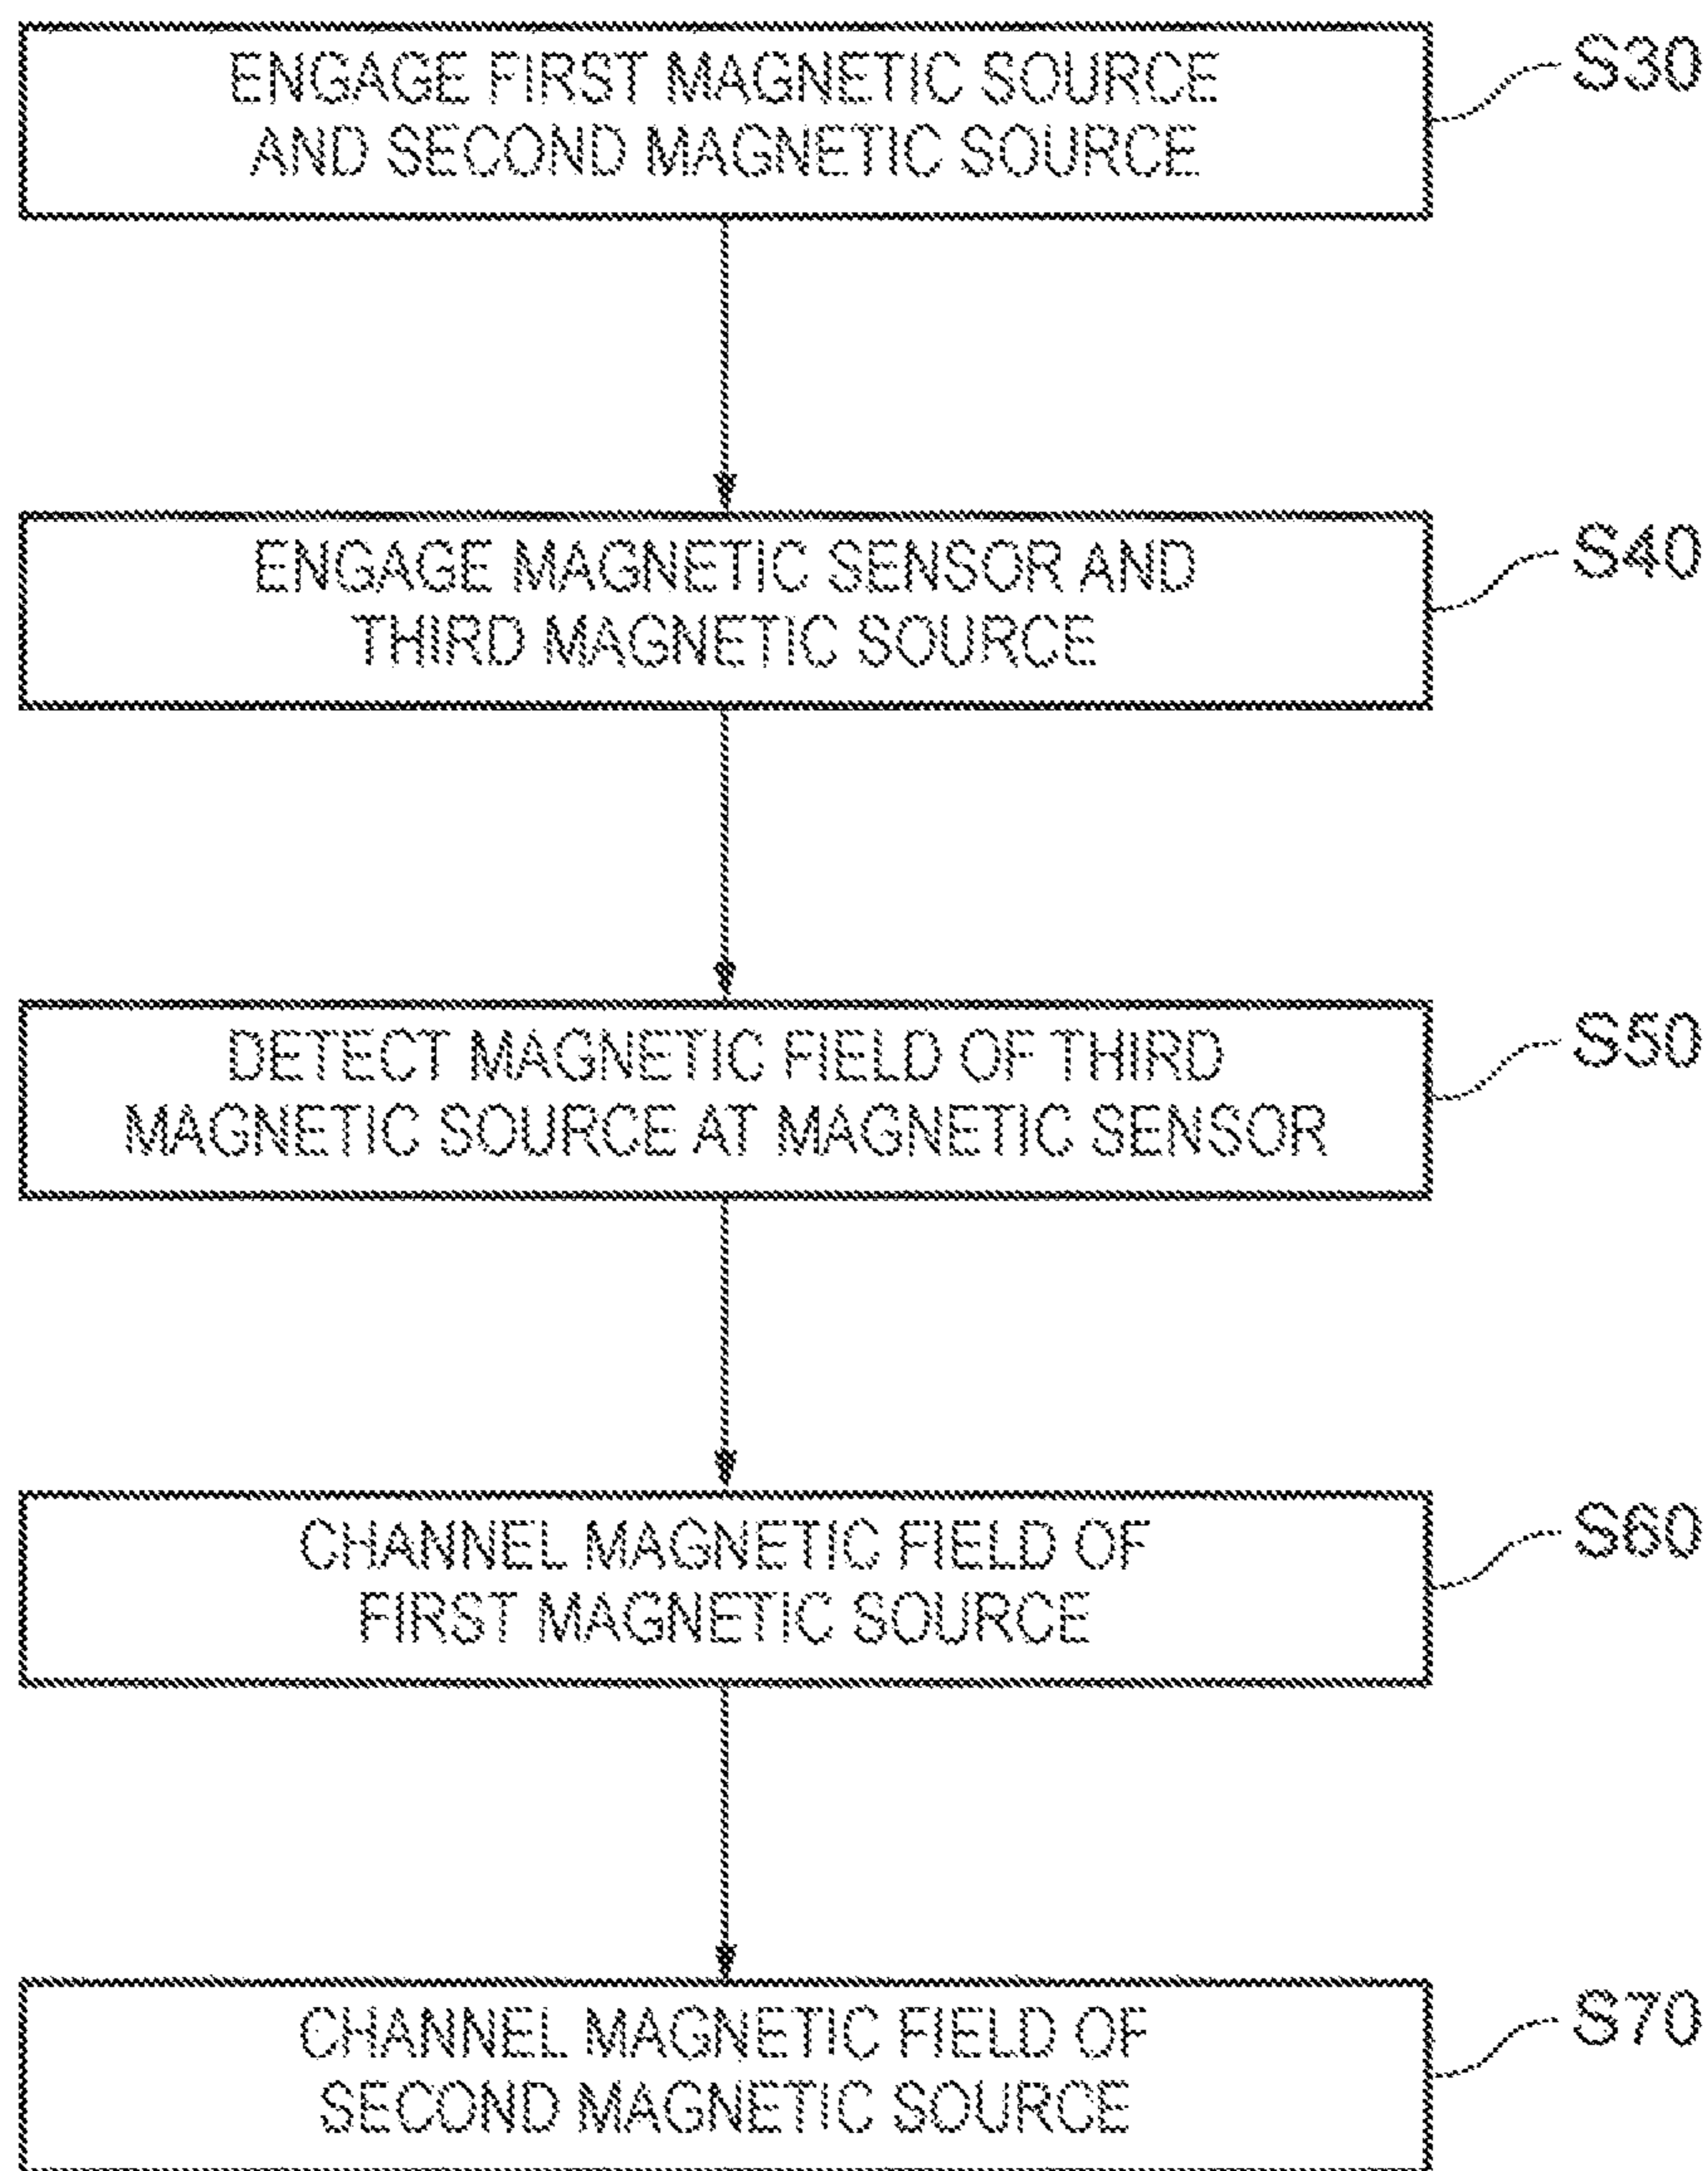 ENGAGE FIRST MAGNETIC SOURCE
AND SECOND MAGNETIC SOURCE
S30
ENGAGE MAGNETIC SENSOR AND
THIRD MAGNETIC SOURCE
S40
DETECT MAGNETIC FIELD OF THIRD
MAGNETIC SOURCE AT MAGNETIC SENSOR
S50
CHANNEL MAGNETIC FIELD OF
FIRST MAGNETIC SOURCE
S60
CHANNEL MAGNETIC FIELD OF
SECOND MAGNETIC SOURCE
S70